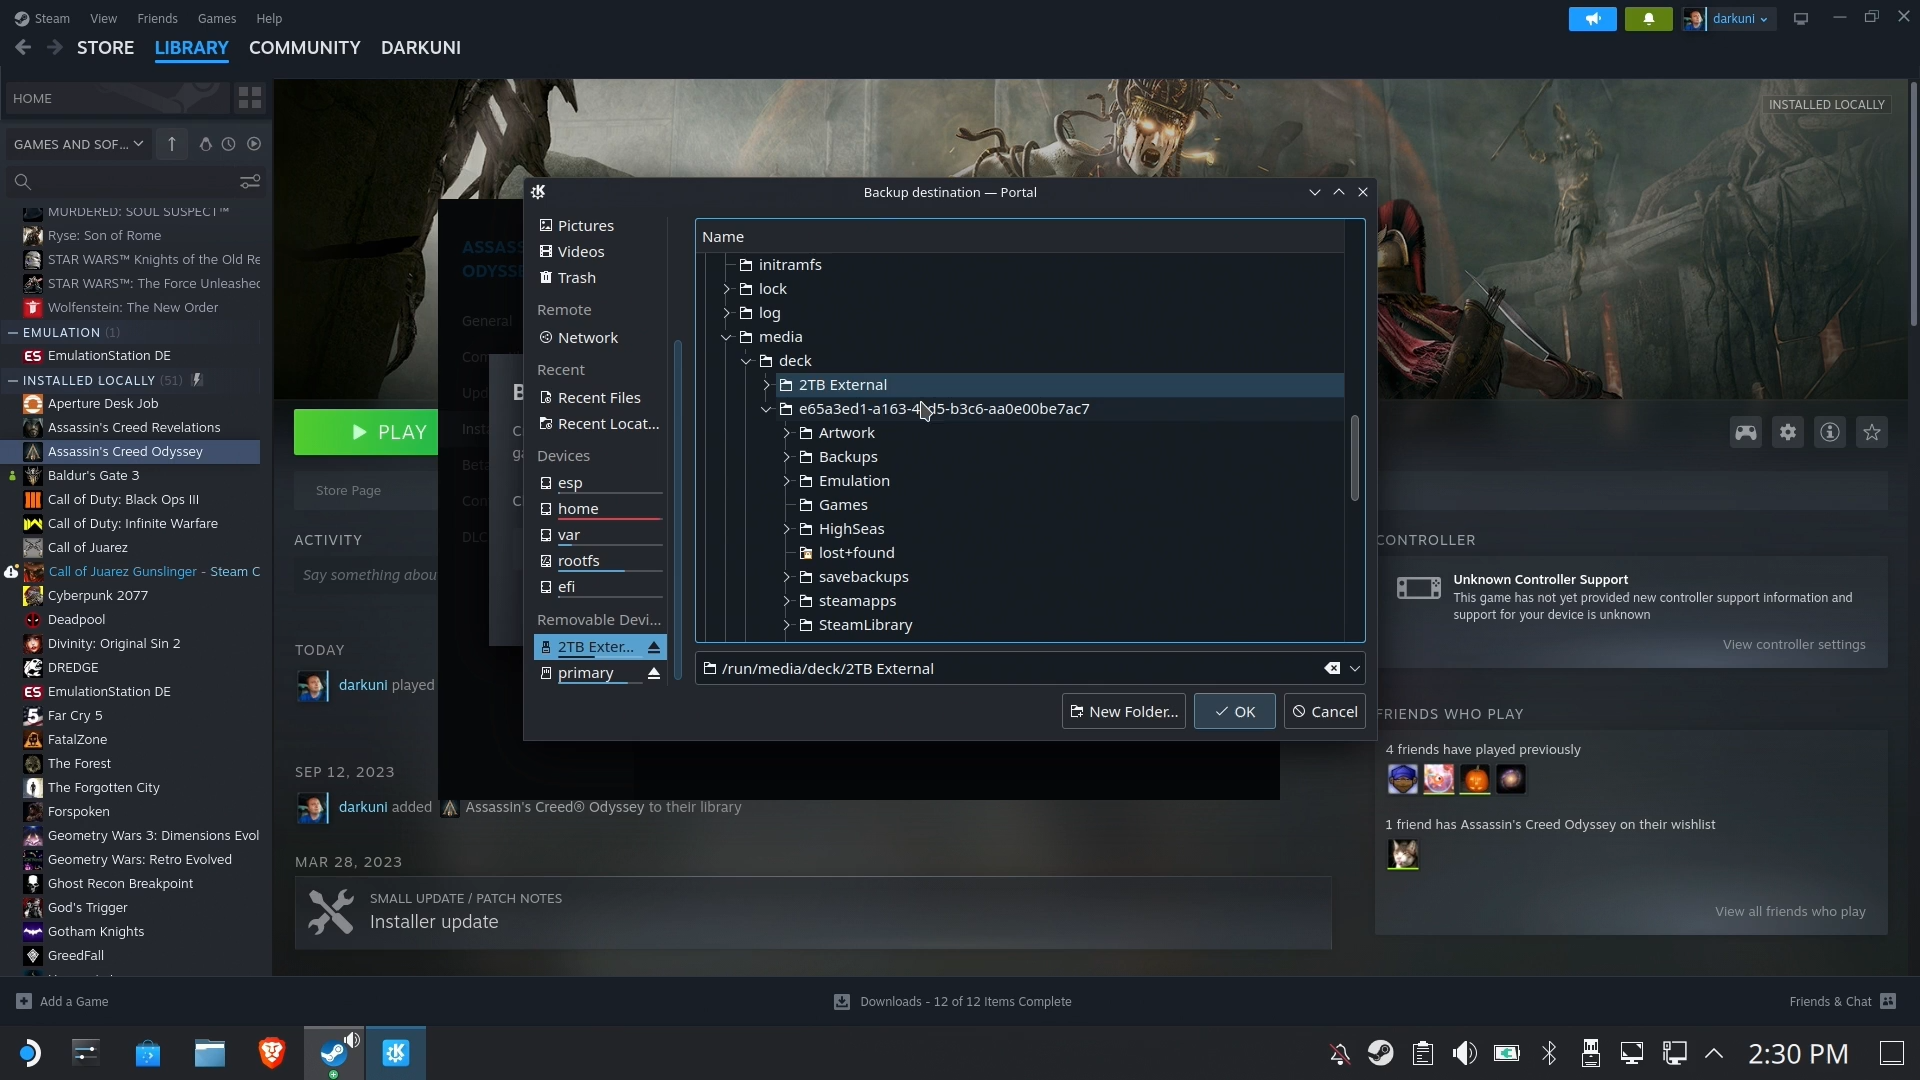 Steam View Friends Games Help
darkuni
STORE LIBRARY COMMUNITY DARKUNI
HOME
INSTALLED LOCALLY
GAMES AND SOF...
MURDERED: SOUL SUSPECT™
Ryse: Son of Rome
STAR WARS™ Knights of the Old Re
STAR WARS™: The Force Unleashed
Wolfenstein: The New Order
EMULATION (1)
EmulationStation DE
INSTALLED LOCALLY (51)
Aperture Desk Job
Assassin's Creed Revelations
Assassin's Creed Odyssey
Baldur's Gate 3
Call of Duty: Black Ops III
Call of Duty: Infinite Warfare
Call of Juarez
Call of Juarez Gunslinger - Steam C
Cyberpunk 2077
Deadpool
Divinity: Original Sin 2
DREDGE
EmulationStation DE
Far Cry 5
FatalZone
The Forest
The Forgotten City
Forspoken
Geometry Wars 3: Dimensions Evol
Geometry Wars: Retro Evolved
Ghost Recon Breakpoint
God's Trigger
Gotham Knights
GreedFall
PLAY
Store Page
ACTIVITY
Say something abou
TODAY
darkuni played
SEP 12, 2023
darkuni added Assassin's Creed® Odyssey to their library
MAR 28, 2023
SMALL UPDATE / PATCH NOTES
Installer update
ASSASS
ODYSSE
General
Backup destination — Portal
Pictures
Videos
Trash
Remote
Network
Recent
Recent Files
Recent Locat...
Devices
esp
home
var
rootfs
efi
Removable Devi...
2TB Exter...
primary
Name
initramfs
lock
log
media
deck
2TB External
e65a3ed1-a163-4 d5-b3c6-aa0e00be7ac7
Artwork
Backups
Emulation
Games
HighSeas
lost+found
savebackups
steamapps
SteamLibrary
/run/media/deck/2TB External
New Folder... OK Cancel
CONTROLLER
Unknown Controller Support
This game has not yet provided new controller support information and
support for your device is unknown
View controller settings
FRIENDS WHO PLAY
4 friends have played previously
1 friend has Assassin's Creed Odyssey on their wishlist
View all friends who play
Add a Game
Downloads - 12 of 12 Items Complete
Friends & Chat
2:30 PM